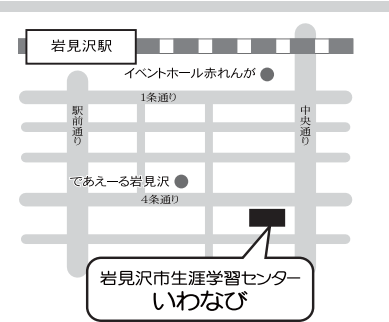 岩見沢駅
イベントホール赤れんが
1条通り
駅前通り
中央通り
であえーる岩見沢
4条通り
岩見沢市生涯学習センター
いわなび